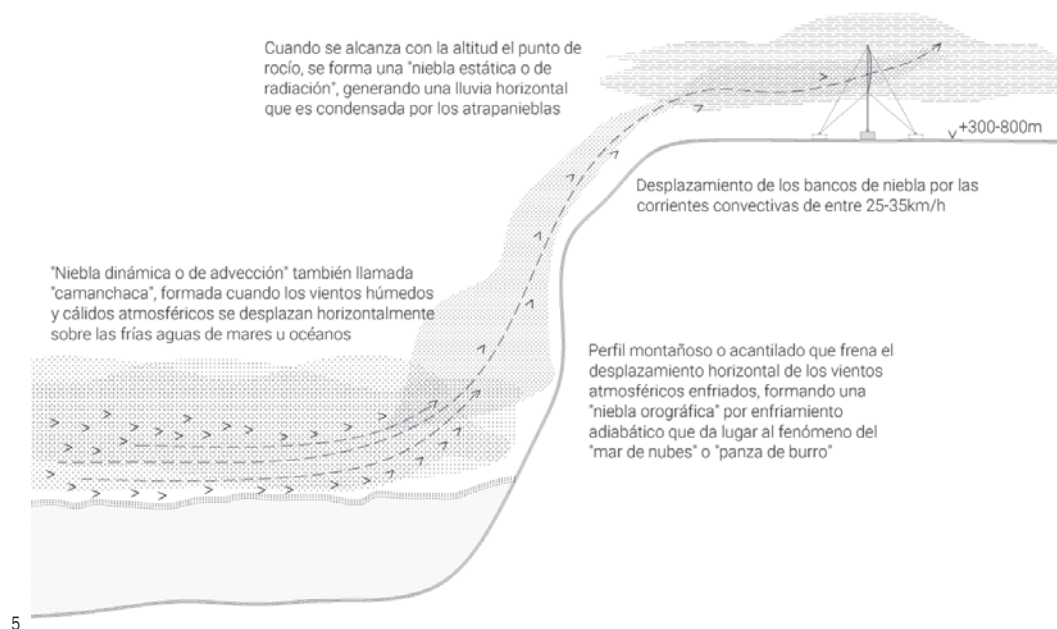 Cuando se alcanza con la altitud el punto de
rocío, se forma una "niebla estática o de
radiación", generando una lluvia horizontal
que es condensada por los atrapanieblas
+300-800m
Desplazamiento de los bancos de niebla por las
corrientes convectivas de entre 25-35km/h
"Niebla dinámica o de advección" también llamada
"camanchaca", formada cuando los vientos húmedos
y cálidos atmosféricos se desplazan horizontalmente
sobre las frías aguas de mares u océanos
Perfil montañoso o acantilado que frena el
desplazamiento horizontal de los vientos
atmosféricos enfriados, formando una
"niebla orográfica" por enfriamiento
adiabático que da lugar al fenómeno del
"mar de nubes" o "panza de burro"
5